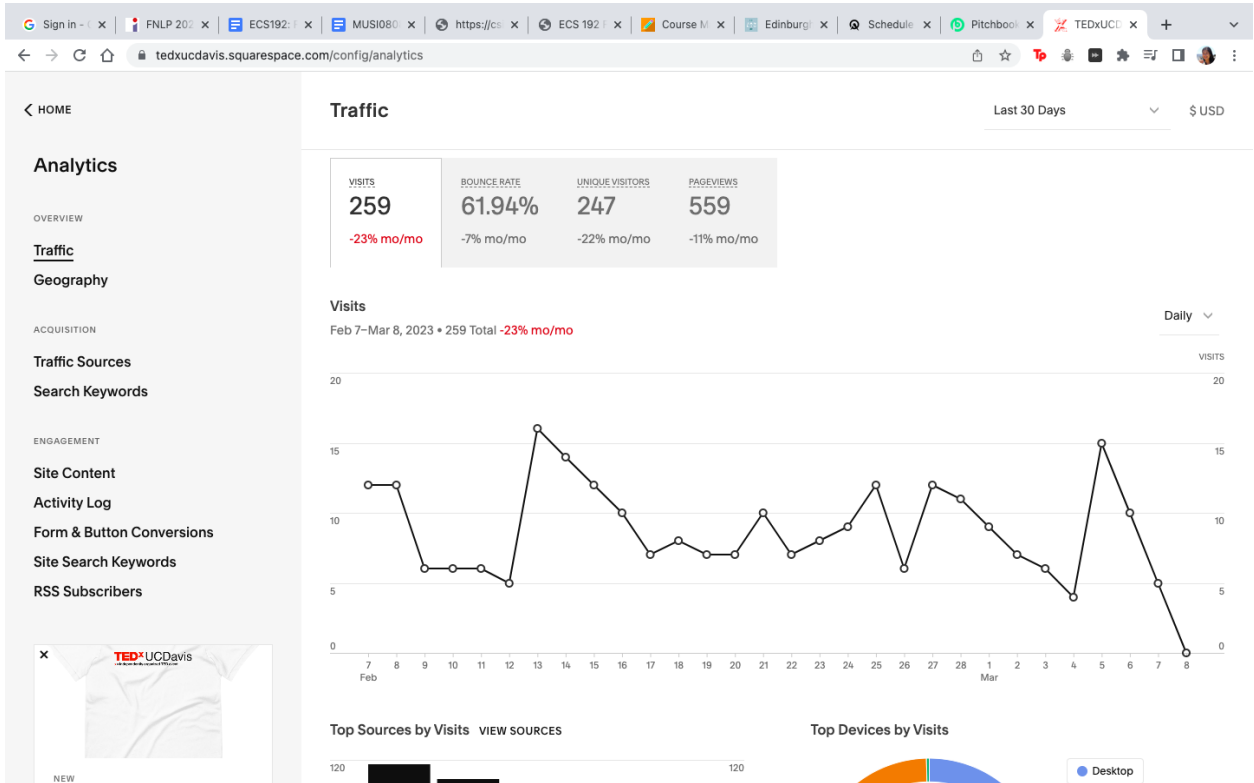 Sign in -
FNLP 202
ECS192:
MUSI080
https://cs
ECS 192
Course M
Edinburg
Schedule
Pitchbook
TEDxUCD
tedxucdavis.squarespace.com/config/analytics
HOME
Traffic
Last 30 Days
$ USD
Analytics
VISITS
BOUNCE RATE
UNIQUE VISITORS
PAGEVIEWS
259
61.94%
247
559
-23% mo/mo
-7% mo/mo
-22% mo/mo
-11% mo/mo
OVERVIEW
Traffic
Geography
ACQUISITION
Traffic Sources
Search Keywords
ENGAGEMENT
Site Content
Activity Log
Form & Button Conversions
Site Search Keywords
RSS Subscribers
TEDxUCDavis
NEW
Visits
Daily
Feb 7–Mar 8, 2023 • 259 Total -23% mo/mo
VISITS
20 20
15 15
10 10
5 5
0 0
7 8 9 10 11 12 13 14 15 16 17 18 19 20 21 22 23 24 25 26 27 28 1 2 3 4 5 6 7 8
Feb Mar
Top Sources by Visits VIEW SOURCES
Top Devices by Visits
120 120
Desktop